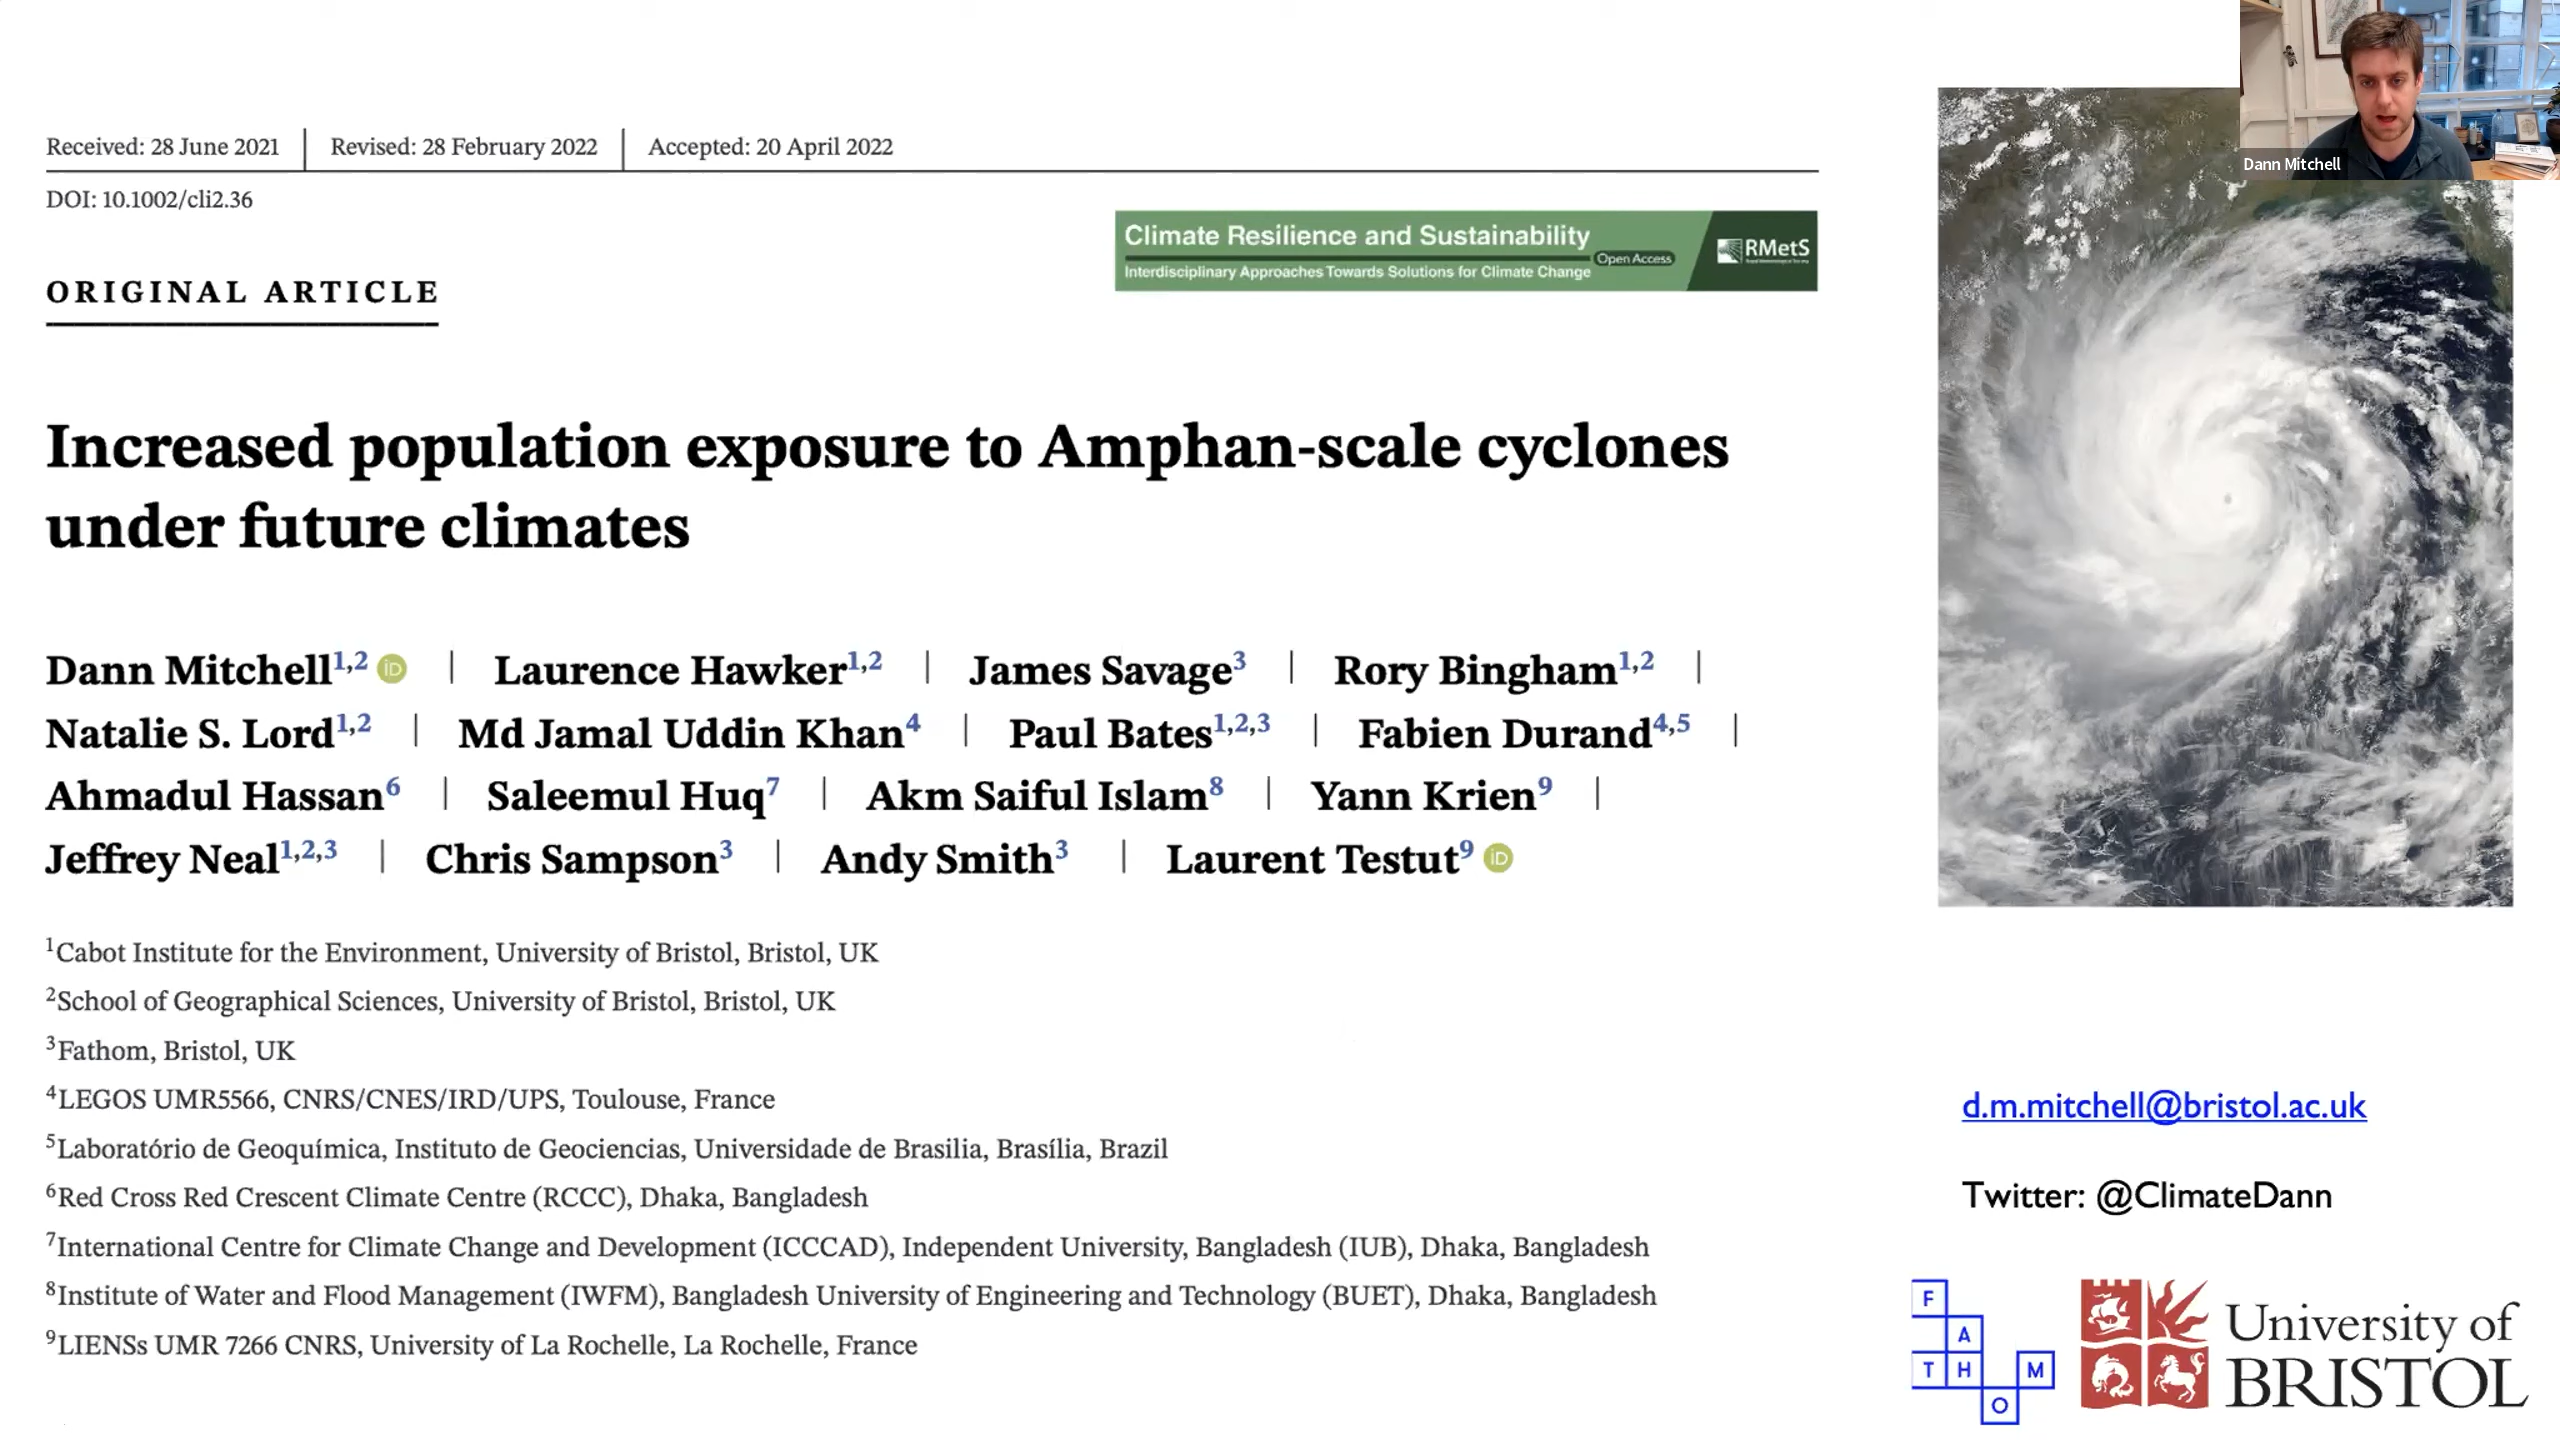 Received: 28 June 2021 | Revised: 28 February 2022 | Accepted: 20 April 2022
DOI: 10.1002/cli2.36
Climate Resilience and Sustainability
Open Access
Interdisciplinary Approaches Towards Solutions for Climate Change
RMetS
ORIGINAL ARTICLE
Increased population exposure to Amphan-scale cyclones
under future climates
Dann Mitchell1,2 iD | Laurence Hawker1,2 | James Savage3 | Rory Bingham1,2 |
Natalie S. Lord1,2 | Md Jamal Uddin Khan4 | Paul Bates1,2,3 | Fabien Durand4,5 |
Ahmadul Hassan6 | Saleemul Huq7 | Akm Saiful Islam8 | Yann Krien9 |
Jeffrey Neal1,2,3 | Chris Sampson3 | Andy Smith3 | Laurent Testut9 iD
1Cabot Institute for the Environment, University of Bristol, Bristol, UK
2School of Geographical Sciences, University of Bristol, Bristol, UK
3Fathom, Bristol, UK
4LEGOS UMR5566, CNRS/CNES/IRD/UPS, Toulouse, France
5Laboratório de Geoquímica, Instituto de Geociencias, Universidade de Brasilia, Brasília, Brazil
6Red Cross Red Crescent Climate Centre (RCCC), Dhaka, Bangladesh
7International Centre for Climate Change and Development (ICCCAD), Independent University, Bangladesh (IUB), Dhaka, Bangladesh
8Institute of Water and Flood Management (IWFM), Bangladesh University of Engineering and Technology (BUET), Dhaka, Bangladesh
9LIENSs UMR 7266 CNRS, University of La Rochelle, La Rochelle, France
Dann Mitchell
d.m.mitchell@bristol.ac.uk
Twitter: @ClimateDann
F
A
T H M
O
University of
BRISTOL